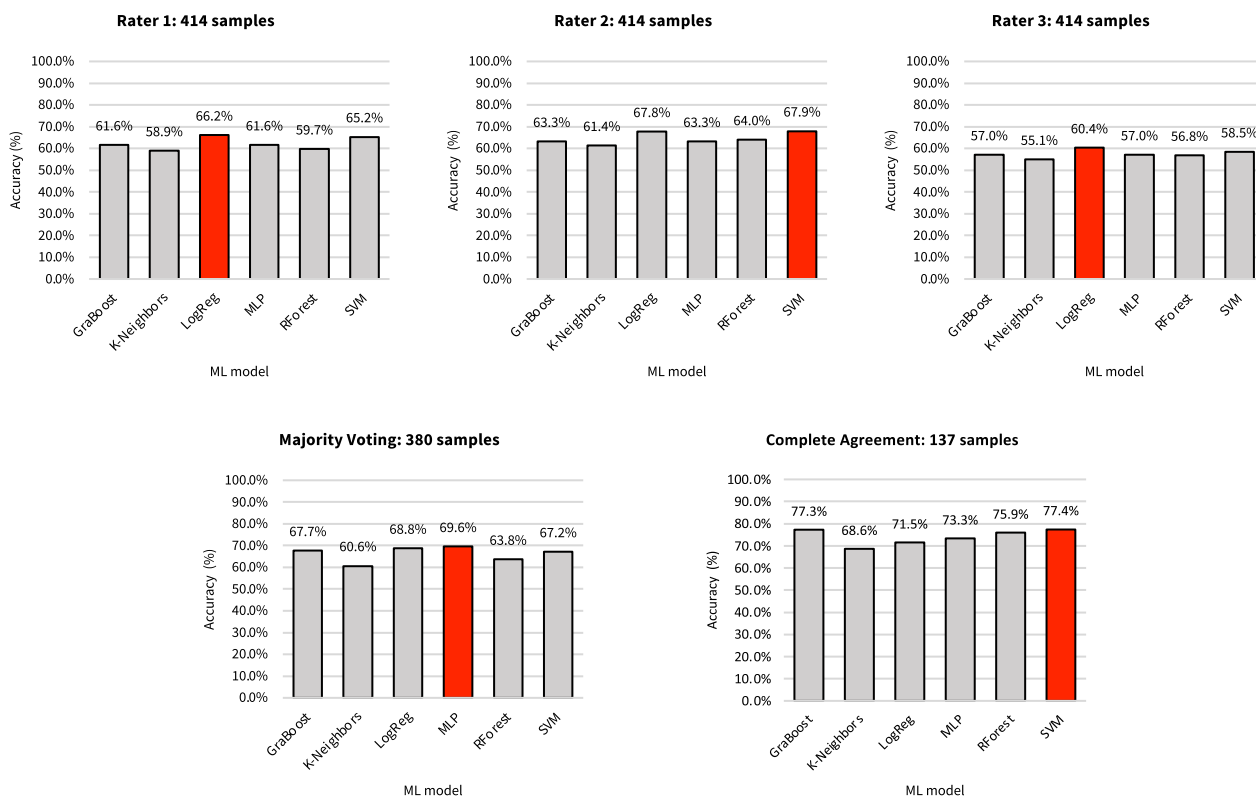 Rater 1: 414 samples
100.0%
90.0%
80.0%
70.0%
60.0%
50.0%
40.0%
30.0%
20.0%
10.0%
0.0%
Accuracy (%)
61.6%
58.9%
66.2%
61.6%
59.7%
65.2%
GraBoost
K-Neighbors
LogReg
MLP
RForest
SVM
ML model
Rater 2: 414 samples
100.0%
90.0%
80.0%
70.0%
60.0%
50.0%
40.0%
30.0%
20.0%
10.0%
0.0%
Accuracy (%)
63.3%
61.4%
67.8%
63.3%
64.0%
67.9%
GraBoost
K-Neighbors
LogReg
MLP
RForest
SVM
ML model
Rater 3: 414 samples
100.0%
90.0%
80.0%
70.0%
60.0%
50.0%
40.0%
30.0%
20.0%
10.0%
0.0%
Accuracy (%)
57.0%
55.1%
60.4%
57.0%
56.8%
58.5%
GraBoost
K-Neighbors
LogReg
MLP
RForest
SVM
ML model
Majority Voting: 380 samples
100.0%
90.0%
80.0%
70.0%
60.0%
50.0%
40.0%
30.0%
20.0%
10.0%
0.0%
Accuracy (%)
67.7%
60.6%
68.8%
69.6%
63.8%
67.2%
GraBoost
K-Neighbors
LogReg
MLP
RForest
SVM
ML model
Complete Agreement: 137 samples
100.0%
90.0%
80.0%
70.0%
60.0%
50.0%
40.0%
30.0%
20.0%
10.0%
0.0%
Accuracy (%)
77.3%
68.6%
71.5%
73.3%
75.9%
77.4%
GraBoost
K-Neighbors
LogReg
MLP
RForest
SVM
ML model